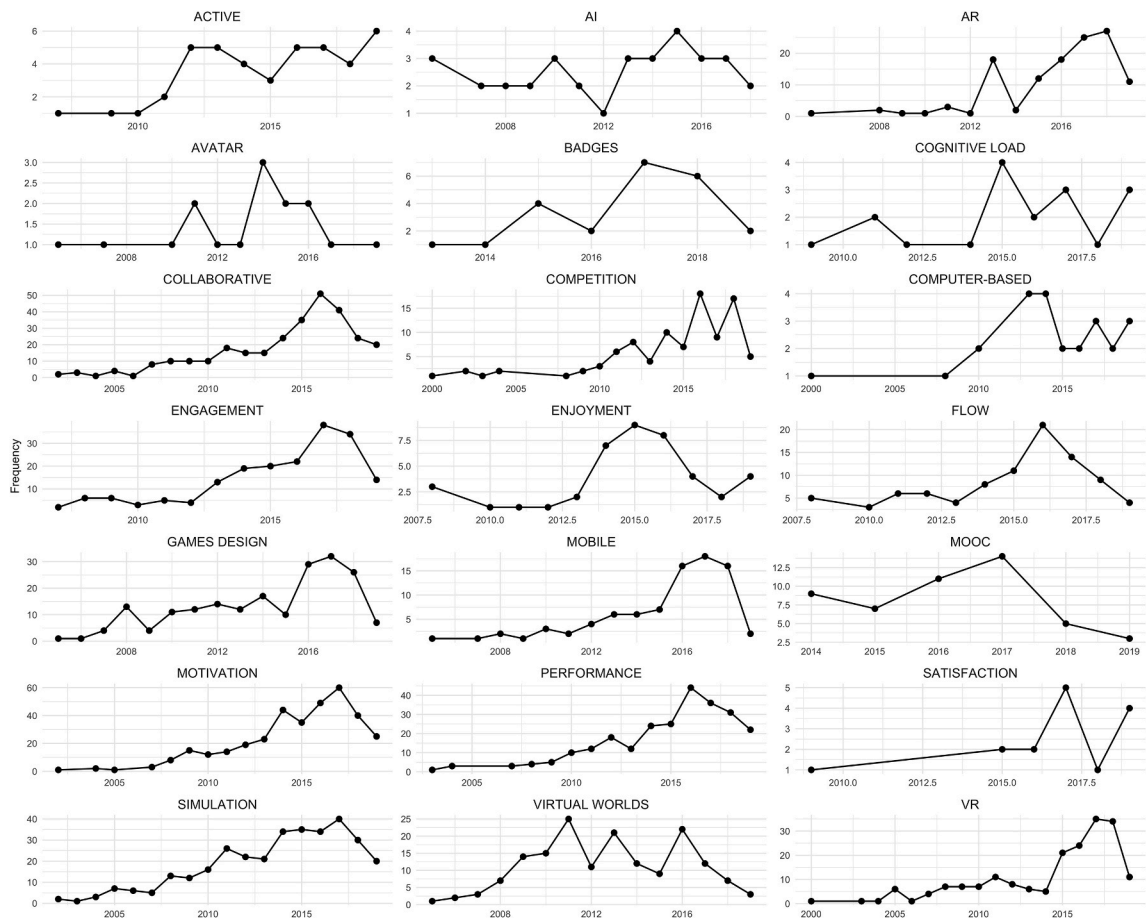 ACTIVE AI AR
6 4 20
4 3 10
2 2 0
1
2010 2015 2008 2012 2016 2008 2012 2016
AVATAR BADGES COGNITIVE LOAD
3.0 6 4
2.5 4 3
2.0 2 2
1.5 1
1.0
2008 2012 2016 2014 2016 2018 2010.0 2012.5 2015.0 2017.5
COLLABORATIVE COMPETITION COMPUTER-BASED
50 15 4
40 10 3
30 5 2
20 1
10
0
2005 2010 2015 2000 2005 2010 2015 2000 2005 2010 2015
Frequency
ENGAGEMENT ENJOYMENT FLOW
30 7.5 20
20 5.0 15
10 2.5 10
5
2010 2015 2007.5 2010.0 2012.5 2015.0 2017.5 2007.5 2010.0 2012.5 2015.0 2017.5
GAMES DESIGN MOBILE MOOC
30 15 12.5
20 10 10.0
10 5 7.5
0 5.0
2.5
2008 2012 2016 2008 2012 2016 2014 2015 2016 2017 2018 2019
MOTIVATION PERFORMANCE SATISFACTION
60 40 5
40 30 4
20 20 3
0 10 2
0 1
2005 2010 2015 2005 2010 2015 2010.0 2012.5 2015.0 2017.5
SIMULATION VIRTUAL WORLDS VR
40 25 30
30 20 20
20 15 10
10 10 0
0 5
0
2005 2010 2015 2008 2012 2016 2000 2005 2010 2015